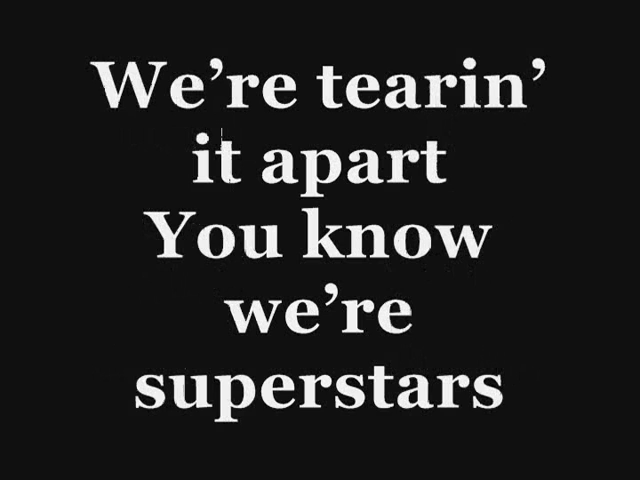 We’re tearin’
it apart
You know
we’re
superstars